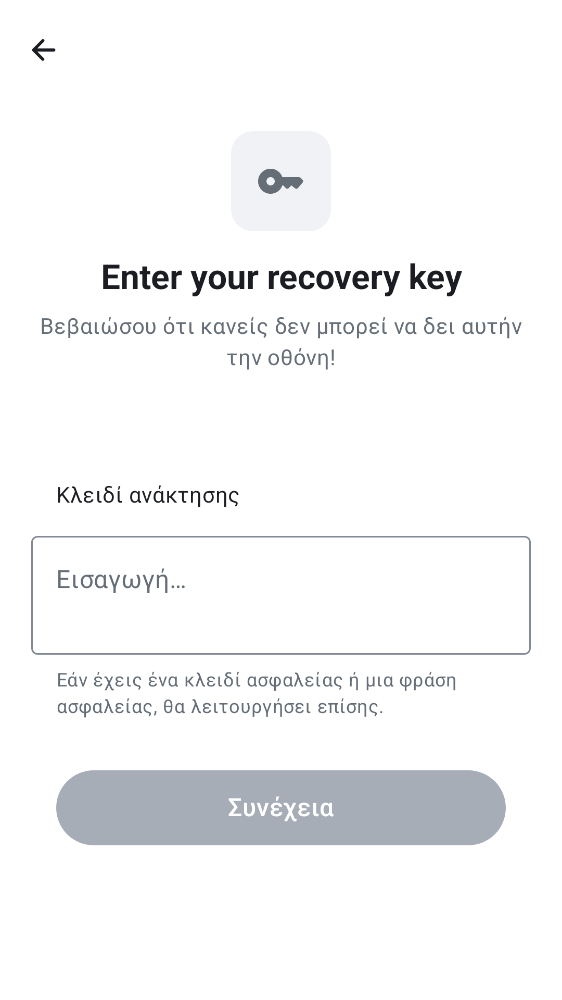 Enter your recovery key
Βεβαιώσου ότι κανείς δεν μπορεί να δει αυτήν
την οθόνη!
Κλειδί ανάκτησης
Εισαγωγή…
Εάν έχεις ένα κλειδί ασφαλείας ή μια φράση
ασφαλείας, θα λειτουργήσει επίσης.
Συνέχεια